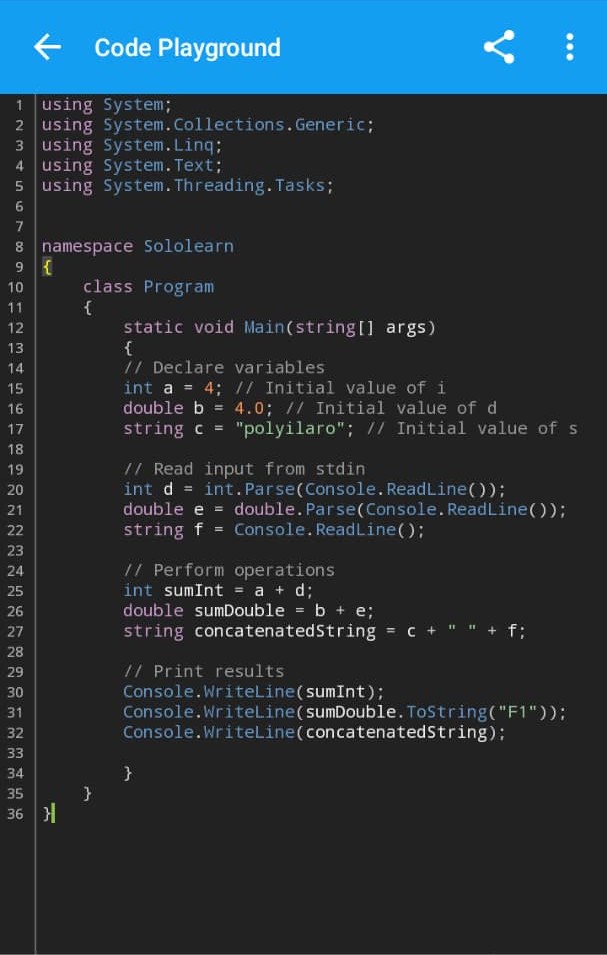 Code Playground
1 using System;
2 using System.Collections.Generic;
3 using System.Linq;
4 using System.Text;
5 using System.Threading.Tasks;
6
7
8 namespace Sololearn
9 {
10     class Program
11     {
12         static void Main(string[] args)
13         {
14         // Declare variables
15         int a = 4; // Initial value of i
16         double b = 4.0; // Initial value of d
17         string c = "polyilaro"; // Initial value of s
18
19         // Read input from stdin
20         int d = int.Parse(Console.ReadLine());
21         double e = double.Parse(Console.ReadLine());
22         string f = Console.ReadLine();
23
24         // Perform operations
25         int sumInt = a + d;
26         double sumDouble = b + e;
27         string concatenatedString = c + " " + f;
28
29         // Print results
30         Console.WriteLine(sumInt);
31         Console.WriteLine(sumDouble.ToString("F1"));
32         Console.WriteLine(concatenatedString);
33
34         }
35     }
36 }